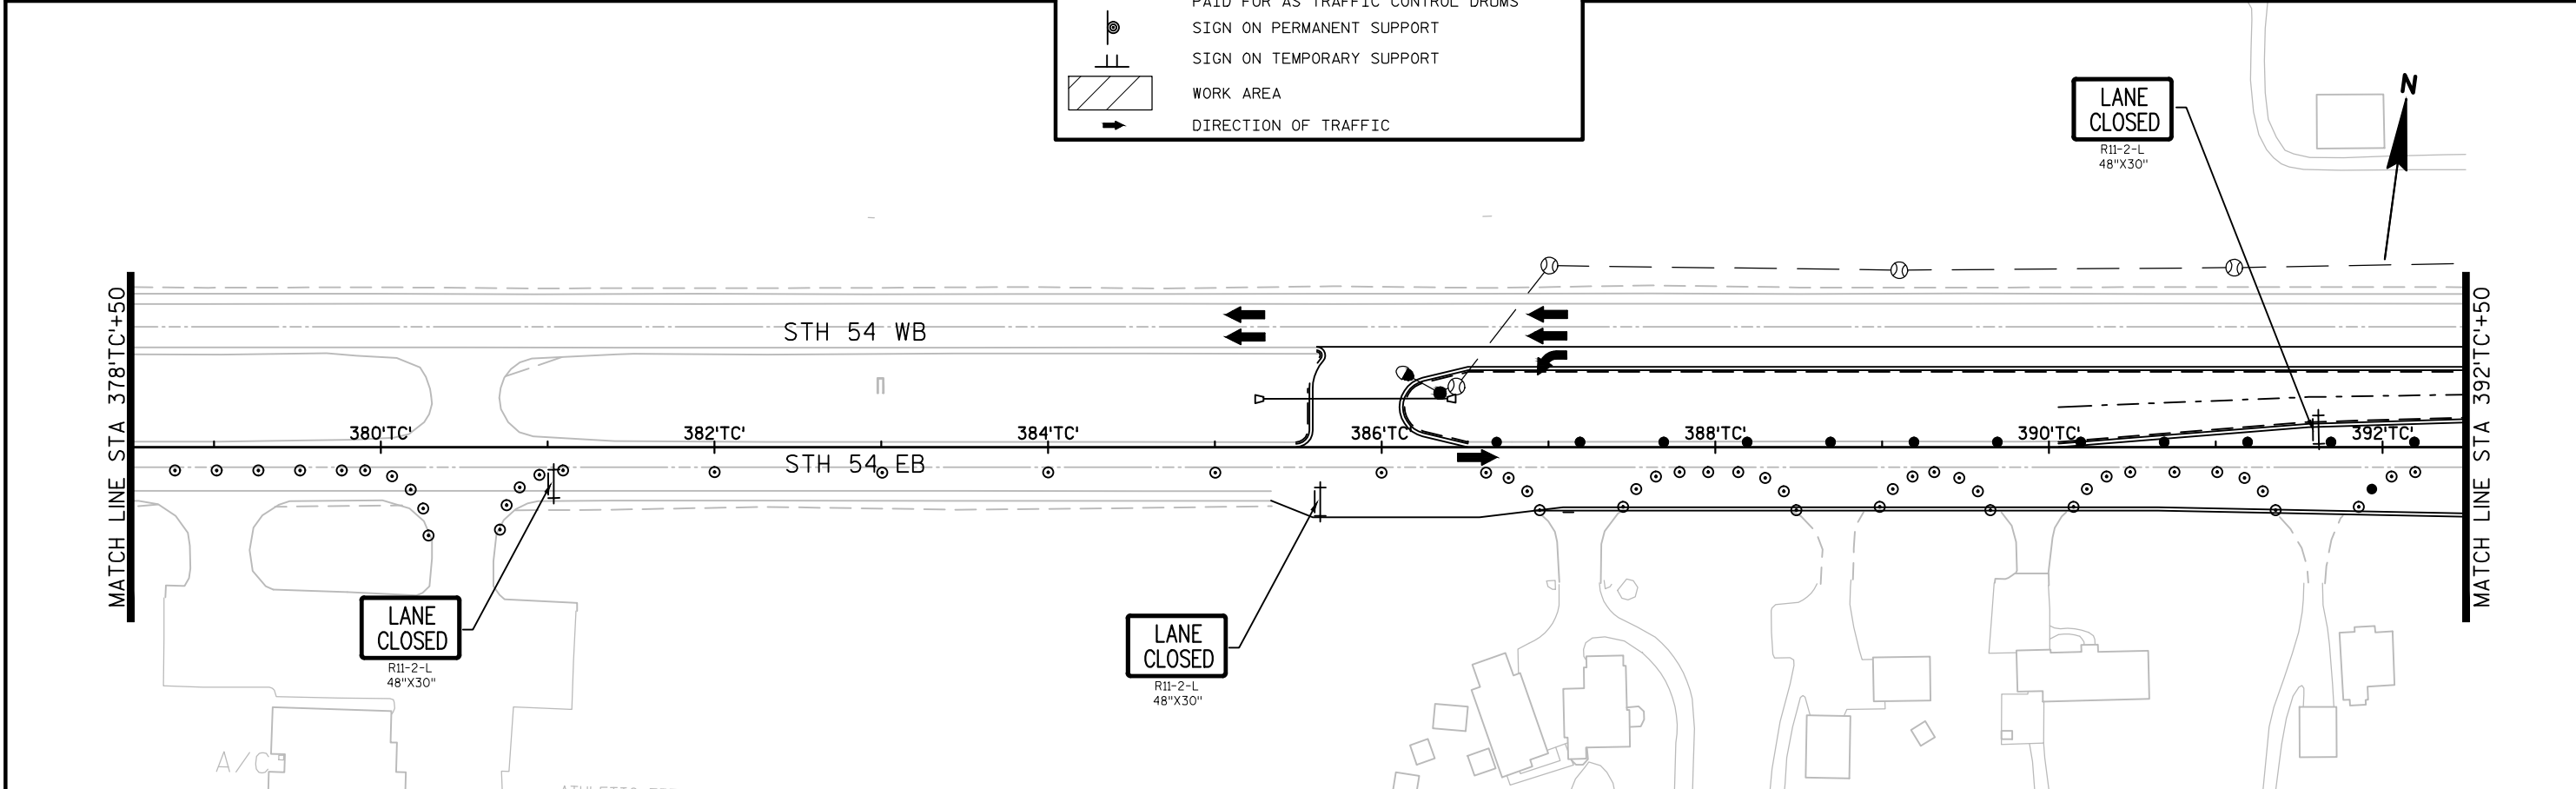 PAID FOR AS TRAFFIC CONTROL DRUMS
SIGN ON PERMANENT SUPPORT
SIGN ON TEMPORARY SUPPORT
WORK AREA
DIRECTION OF TRAFFIC
LANE
CLOSED
R11-2-L
48"X30"
N
MATCH LINE STA 378'TC'+50
STH 54 WB
380'TC'
382'TC'
384'TC'
386'TC'
388'TC'
390'TC'
392'TC'
STH 54 EB
MATCH LINE STA 392'TC'+50
LANE
CLOSED
R11-2-L
48"X30"
LANE
CLOSED
R11-2-L
48"X30"
A/C